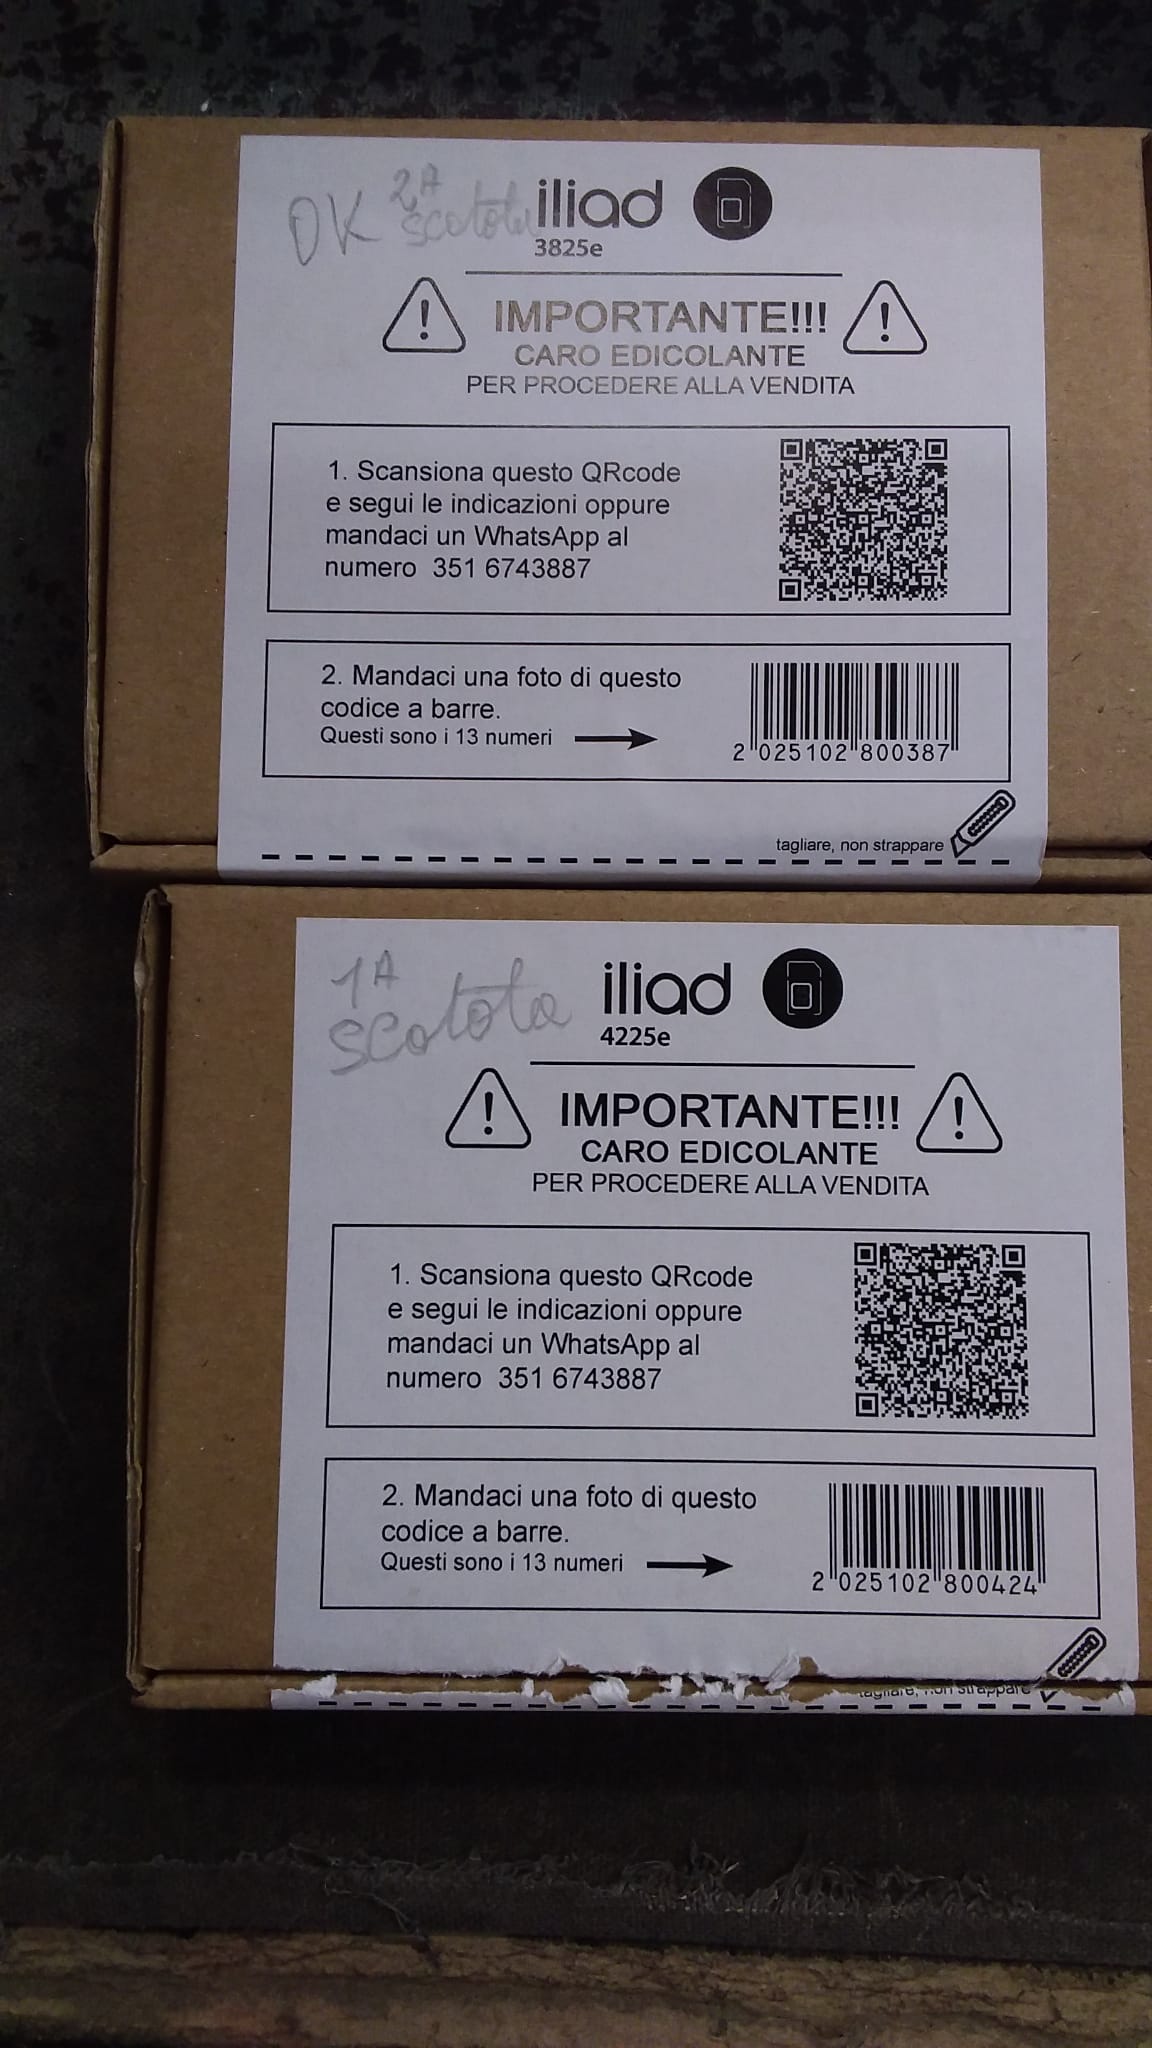 OK 2A
scatola
iliad
3825e
IMPORTANTE!!!
CARO EDICOLANTE
PER PROCEDERE ALLA VENDITA
1. Scansiona questo QRcode
e segui le indicazioni oppure
mandaci un WhatsApp al
numero 351 6743887
2. Mandaci una foto di questo
codice a barre.
Questi sono i 13 numeri
2 025102 800387
tagliare, non strappare
1A
scatola
iliad
4225e
IMPORTANTE!!!
CARO EDICOLANTE
PER PROCEDERE ALLA VENDITA
1. Scansiona questo QRcode
e segui le indicazioni oppure
mandaci un WhatsApp al
numero 351 6743887
2. Mandaci una foto di questo
codice a barre.
Questi sono i 13 numeri
2 025102 800424
tagliare, non strappare